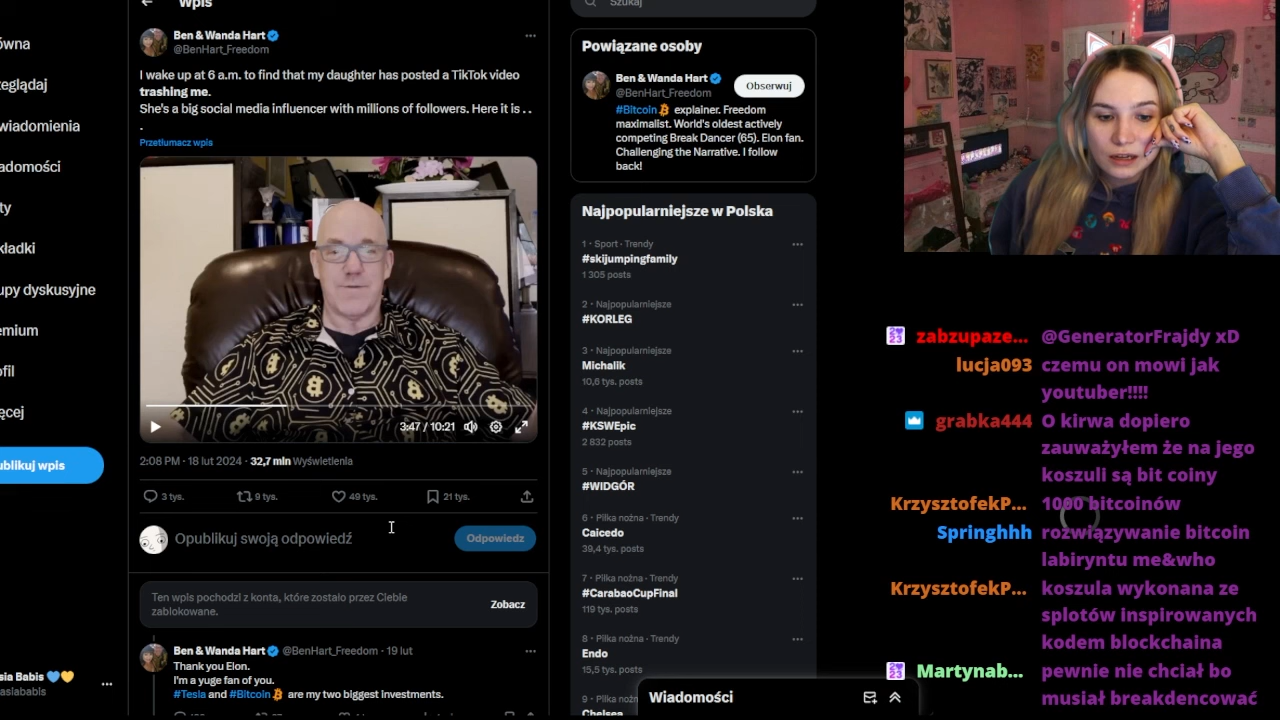 Wpis
Szukaj
ówna
zeglądaj
wiadomienia
adomości
ty
kładki
upy dyskusyjne
emium
ofil
ęcej
ublikuj wpis
sia Babis 💙💛
asiababis
Ben & Wanda Hart
@BenHart_Freedom
I wake up at 6 a.m. to find that my daughter has posted a TikTok video
trashing me.
She's a big social media influencer with millions of followers. Here it is . .
.
Przetłumacz wpis
3:47 / 10:21
2:08 PM · 18 lut 2024 · 32,7 mln Wyświetlenia
3 tys. 9 tys. 49 tys. 21 tys.
Opublikuj swoją odpowiedź
Odpowiedz
Ten wpis pochodzi z konta, które zostało przez Ciebie
zablokowane.
Zobacz
Ben & Wanda Hart @BenHart_Freedom · 19 lut
Thank you Elon.
I'm a yuge fan of you.
#Tesla and #Bitcoin are my two biggest investments.
Powiązane osoby
Ben & Wanda Hart
@BenHart_Freedom
Obserwuj
#Bitcoin explainer. Freedom
maximalist. World's oldest actively
competing Break Dancer (65). Elon fan.
Challenging the Narrative. I follow
back!
Najpopularniejsze w Polska
1 · Sport · Trendy
#skijumpingfamily
1 305 posts
2 · Najpopularniejsze
#KORLEG
3 · Najpopularniejsze
Michalik
10,6 tys. posts
4 · Najpopularniejsze
#KSWEpic
2 832 posts
5 · Najpopularniejsze
#WIDGÓR
6 · Piłka nożna · Trendy
Caicedo
39,4 tys. posts
7 · Piłka nożna · Trendy
#CarabaoCupFinal
119 tys. posts
8 · Piłka nożna · Trendy
Endo
15,5 tys. posts
9 · Piłka nożn
Chelsea
Wiadomości
zabzupaze... @GeneratorFrajdy xD
lucja093 czemu on mowi jak
youtuber!!!!
grabka444 O kirwa dopiero
zauważyłem że na jego
koszuli są bit coiny
KrzysztofekP... 1000 bitcoinów
Springhhh rozwiązywanie bitcoin
labiryntu me&who
KrzysztofekP... koszula wykonana ze
splotów inspirowanych
kodem blockchaina
Martynab... pewnie nie chciał bo
musiał breakdencować